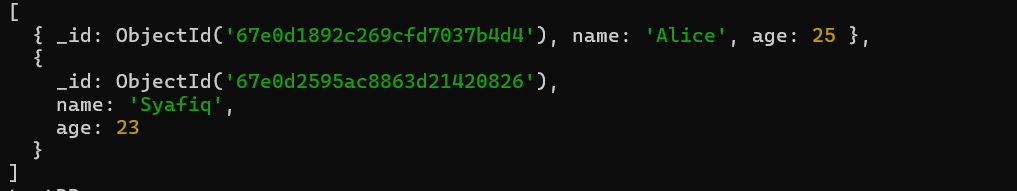 [
  { _id: ObjectId('67e0d1892c269cfd7037b4d4'), name: 'Alice', age: 25 },
  {
    _id: ObjectId('67e0d2595ac8863d21420826'),
    name: 'Syafiq',
    age: 23
  }
]